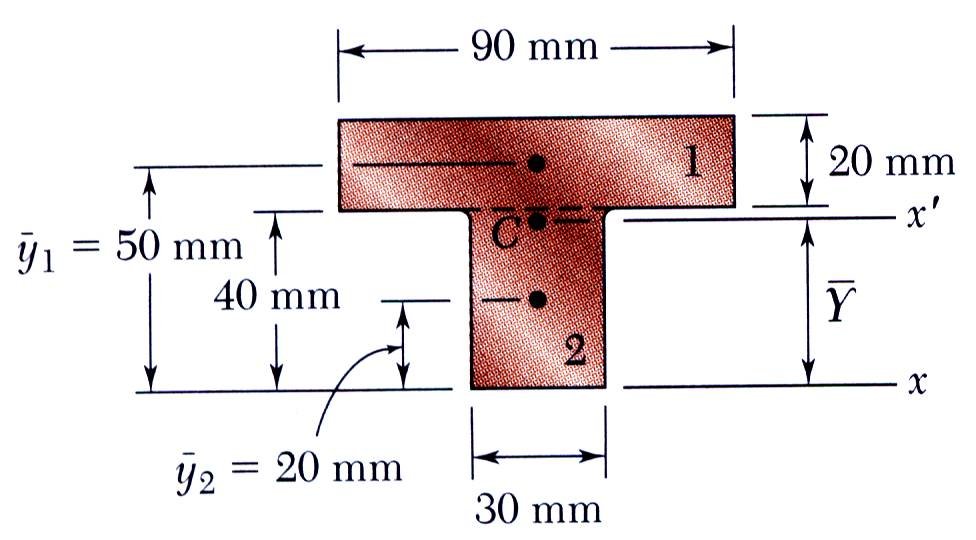 90 mm
1
20 mm
x′
C
ȳ₁ = 50 mm
40 mm
Ȳ
2
x
ȳ₂ = 20 mm
30 mm